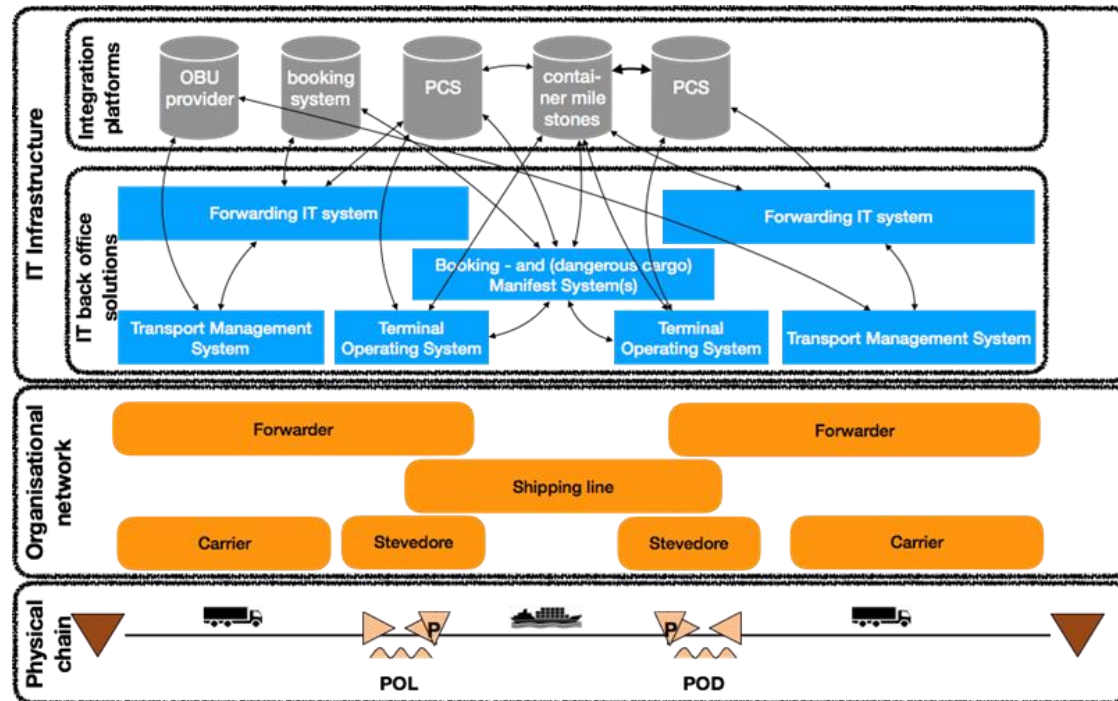 IT Infrastructure
Integration
platforms
OBU
provider
booking
system
PCS
contai-
ner mile
stones
PCS
IT back office
solutions
Forwarding IT system
Forwarding IT system
Booking - and (dangerous cargo)
Manifest System(s)
Transport Management
System
Terminal
Operating System
Terminal
Operating System
Transport Management System
Organisational
network
Forwarder
Forwarder
Shipping line
Carrier
Stevedore
Stevedore
Carrier
Physical
chain
P
P
POL
POD